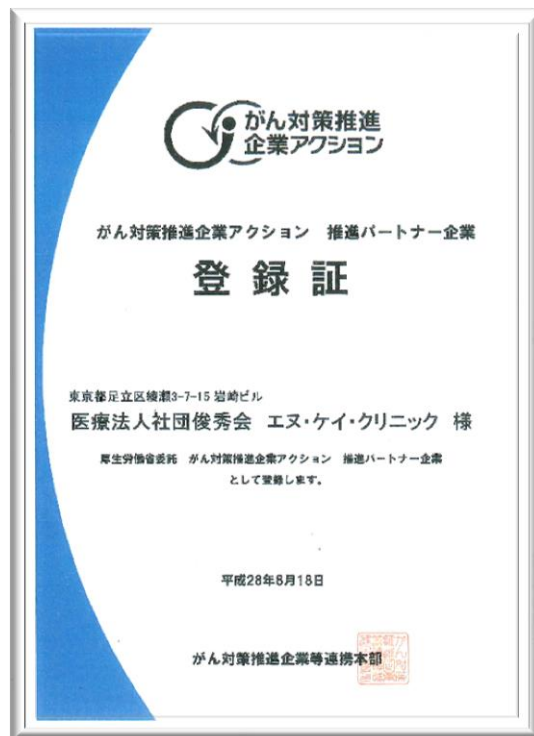 がん対策推進
企業アクション
がん対策推進企業アクション 推進パートナー企業
登録証
東京都足立区綾瀬3-7-15 岩崎ビル
医療法人社団俊秀会 エヌ・ケイ・クリニック 様
厚生労働省委託 がん対策推進企業アクション 推進パートナー企業
として登録します。
平成28年8月18日
がん対策推進企業等連携本部